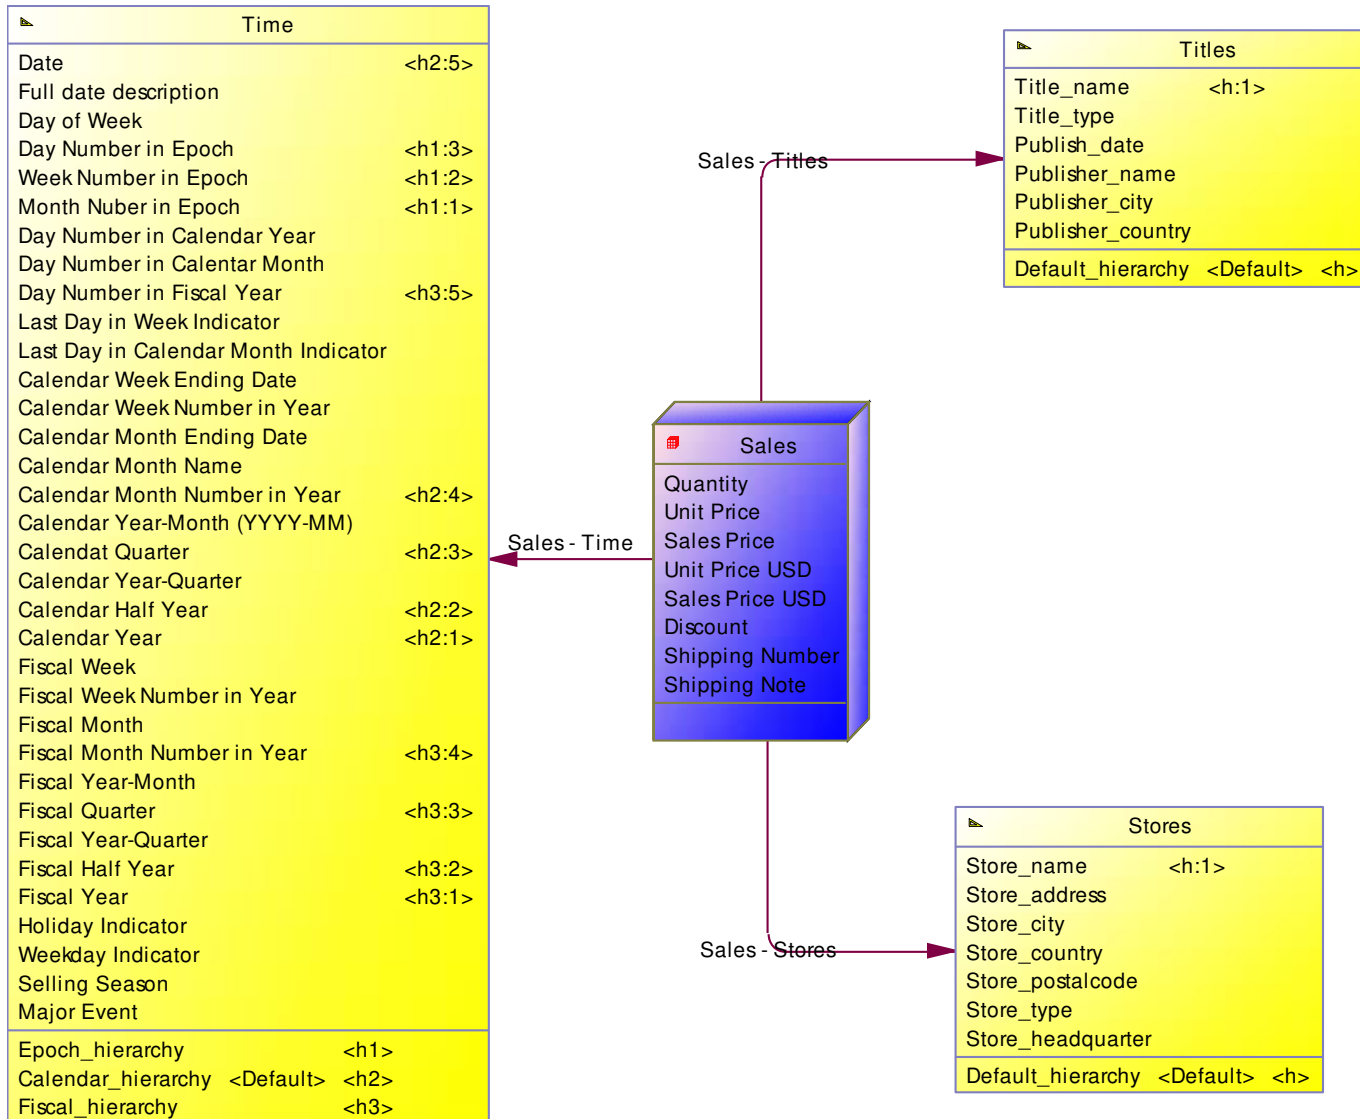 Time
Date <h2:5>
Full date description
Day of Week
Day Number in Epoch <h1:3>
Week Number in Epoch <h1:2>
Month Nuber in Epoch <h1:1>
Day Number in Calendar Year
Day Number in Calentar Month
Day Number in Fiscal Year <h3:5>
Last Day in Week Indicator
Last Day in Calendar Month Indicator
Calendar Week Ending Date
Calendar Week Number in Year
Calendar Month Ending Date
Calendar Month Name
Calendar Month Number in Year <h2:4>
Calendar Year-Month (YYYY-MM)
Calendat Quarter <h2:3>
Calendar Year-Quarter
Calendar Half Year <h2:2>
Calendar Year <h2:1>
Fiscal Week
Fiscal Week Number in Year
Fiscal Month
Fiscal Month Number in Year <h3:4>
Fiscal Year-Month
Fiscal Quarter <h3:3>
Fiscal Year-Quarter
Fiscal Half Year <h3:2>
Fiscal Year <h3:1>
Holiday Indicator
Weekday Indicator
Selling Season
Major Event
Epoch_hierarchy <h1>
Calendar_hierarchy <Default> <h2>
Fiscal_hierarchy <h3>
Sales - Time
Sales - Titles
Sales
Quantity
Unit Price
Sales Price
Unit Price USD
Sales Price USD
Discount
Shipping Number
Shipping Note
Sales - Stores
Titles
Title_name <h:1>
Title_type
Publish_date
Publisher_name
Publisher_city
Publisher_country
Default_hierarchy <Default> <h>
Stores
Store_name <h:1>
Store_address
Store_city
Store_country
Store_postalcode
Store_type
Store_headquarter
Default_hierarchy <Default> <h>